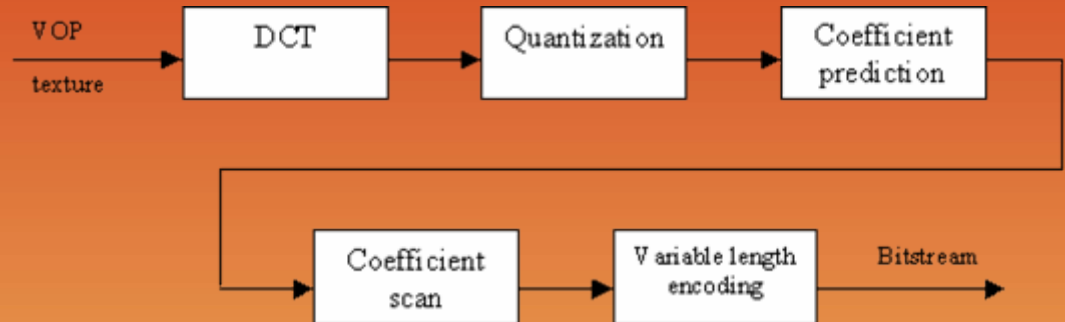 VOP
texture
DCT
Quantization
Coefficient
prediction
Coefficient
scan
Variable length
encoding
Bitstream